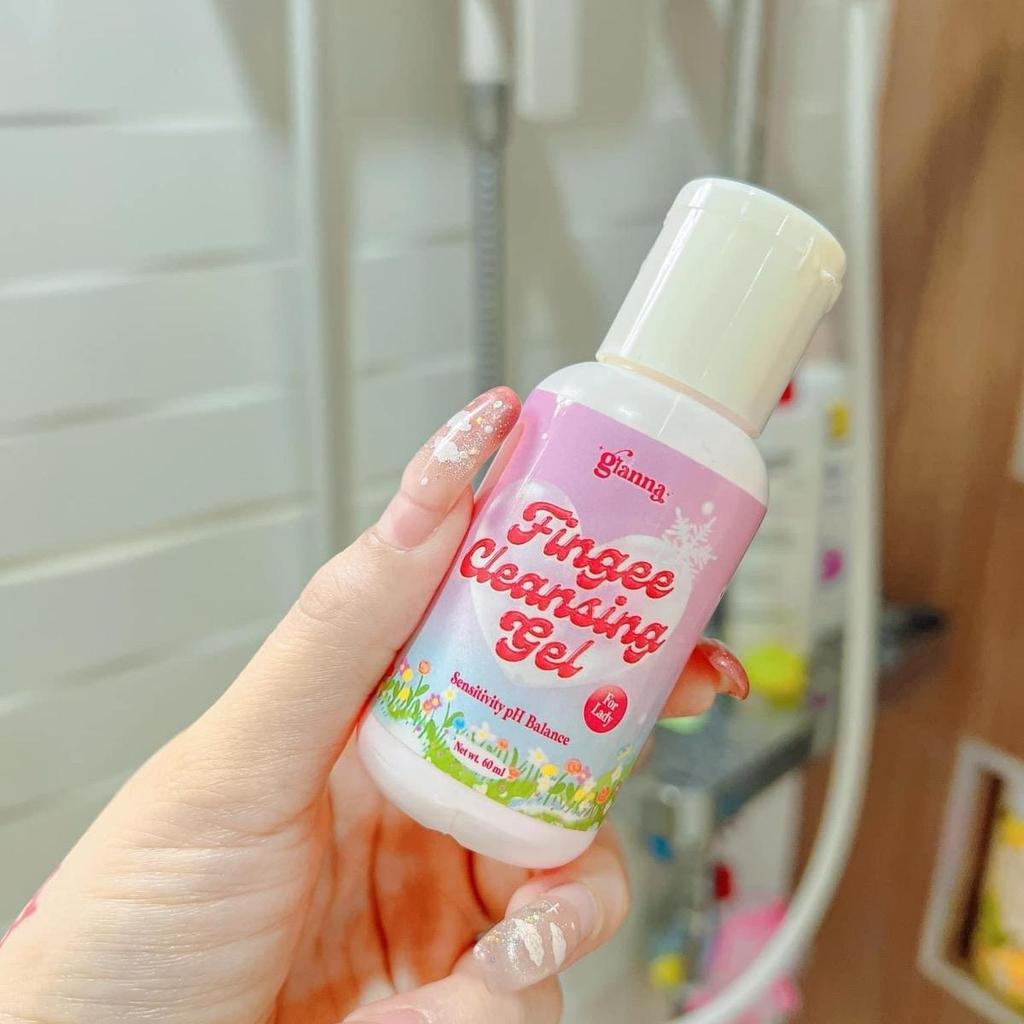 gianna
Fingee
Cleansing
Gel
Sensitivity pH Balance
For
Lady
Net wt. 60 ml